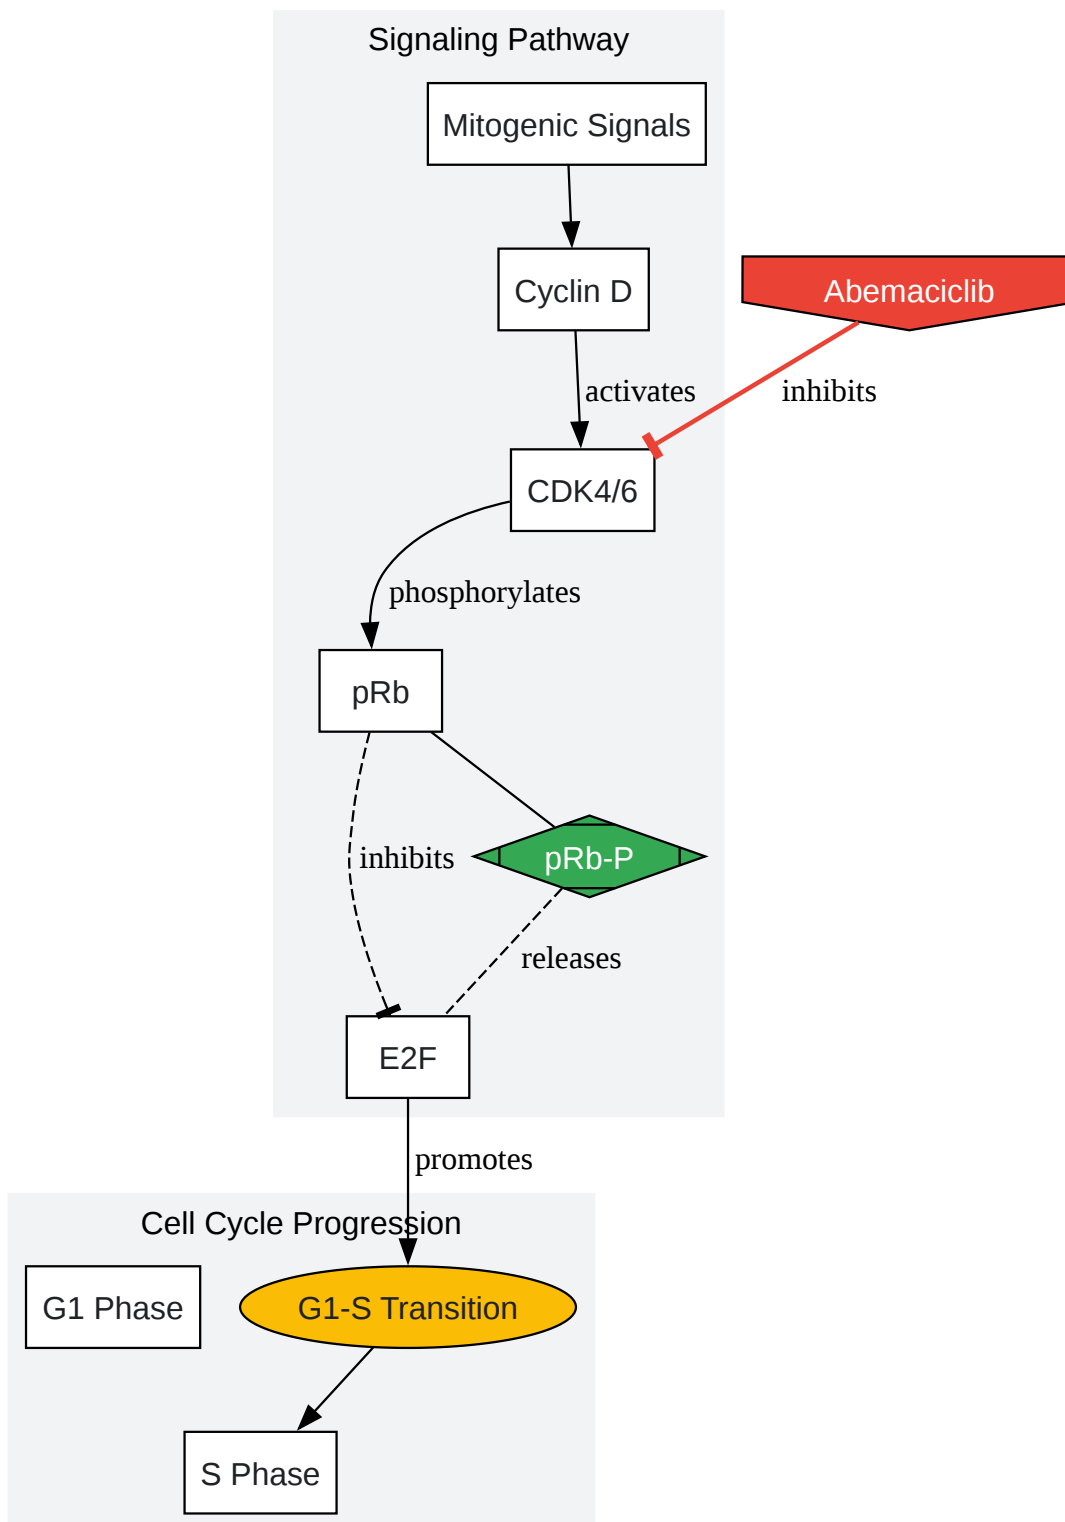 Signaling Pathway
Mitogenic Signals
Cyclin D
Abemaciclib
activates
inhibits
CDK4/6
phosphorylates
pRb
inhibits
pRb-P
releases
E2F
promotes
Cell Cycle Progression
G1 Phase
G1-S Transition
S Phase